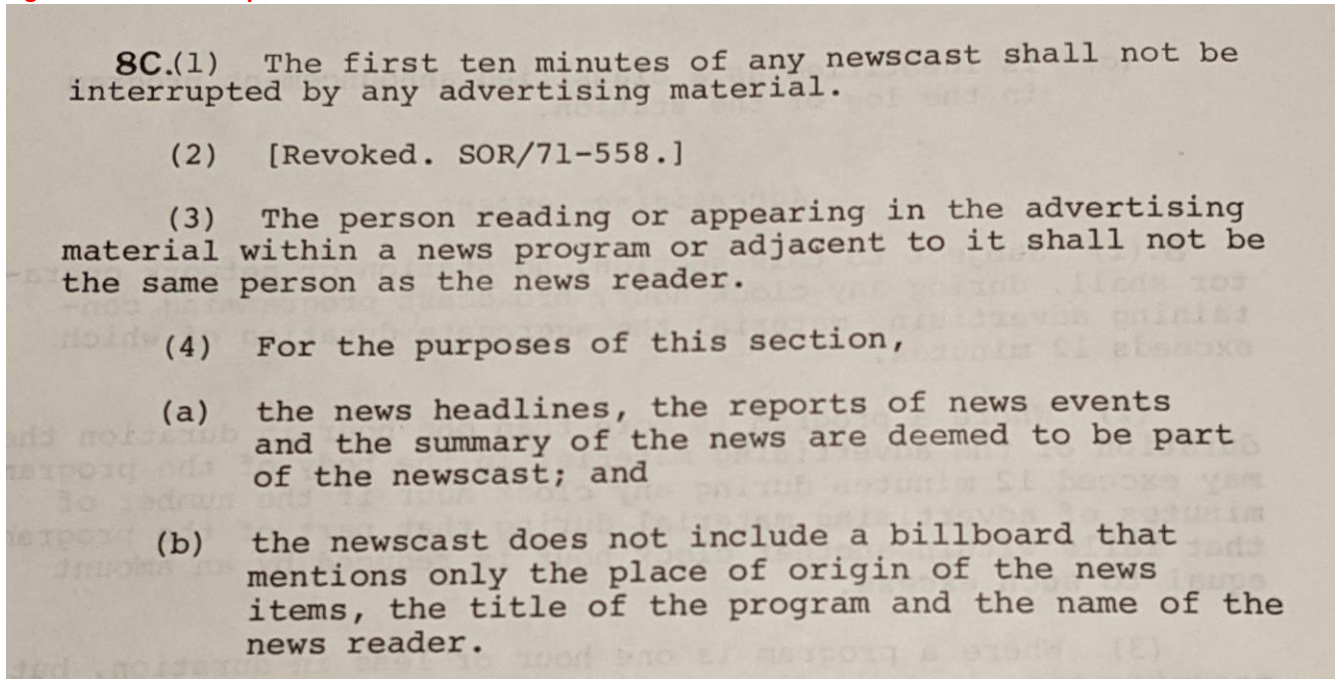 8C.(1) The first ten minutes of any newscast shall not be
interrupted by any advertising material.
(2) [Revoked. SOR/71-558.]
(3) The person reading or appearing in the advertising
material within a news program or adjacent to it shall not be
the same person as the news reader.
(4) For the purposes of this section,
(a) the news headlines, the reports of news events
and the summary of the news are deemed to be part
of the newscast; and
(b) the newscast does not include a billboard that
mentions only the place of origin of the news
items, the title of the program and the name of the
news reader.